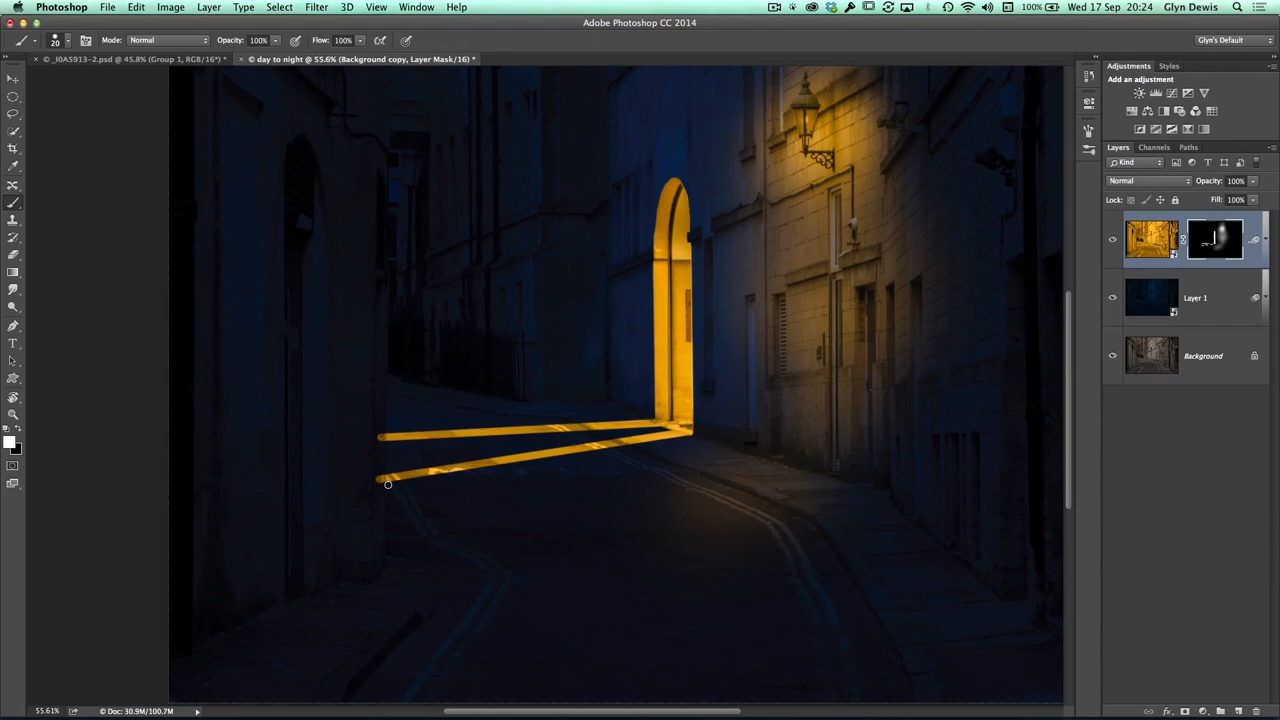 Photoshop File Edit Image Layer Type Select Filter 3D View Window Help 100% Wed 17 Sep 20:24 Glyn Dewis
Adobe Photoshop CC 2014
20 Mode: Normal Opacity: 100% Flow: 100% Glyn's Default
© _I0A5913-2.psd @ 45.8% (Group 1, RGB/16*) * © day to night @ 55.6% (Background copy, Layer Mask/16) *
Adjustments Styles
Add an adjustment
Layers Channels Paths
Kind
Normal Opacity: 100%
Lock: Fill: 100%
...
Layer 1
Background
55.61% © Doc: 30.9M/100.7M
fx